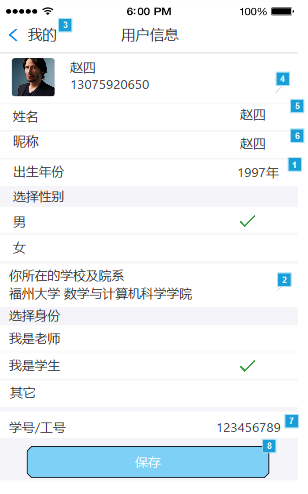 6:00 PM 100%
我的 3 用户信息
赵四
13075920650 4
5
姓名 赵四
6
昵称 赵四
出生年份 1997年 1
选择性别
男
女
你所在的学校及院系 2
福州大学 数学与计算机科学学院
选择身份
我是老师
我是学生
其它
学号/工号 123456789 7
保存 8